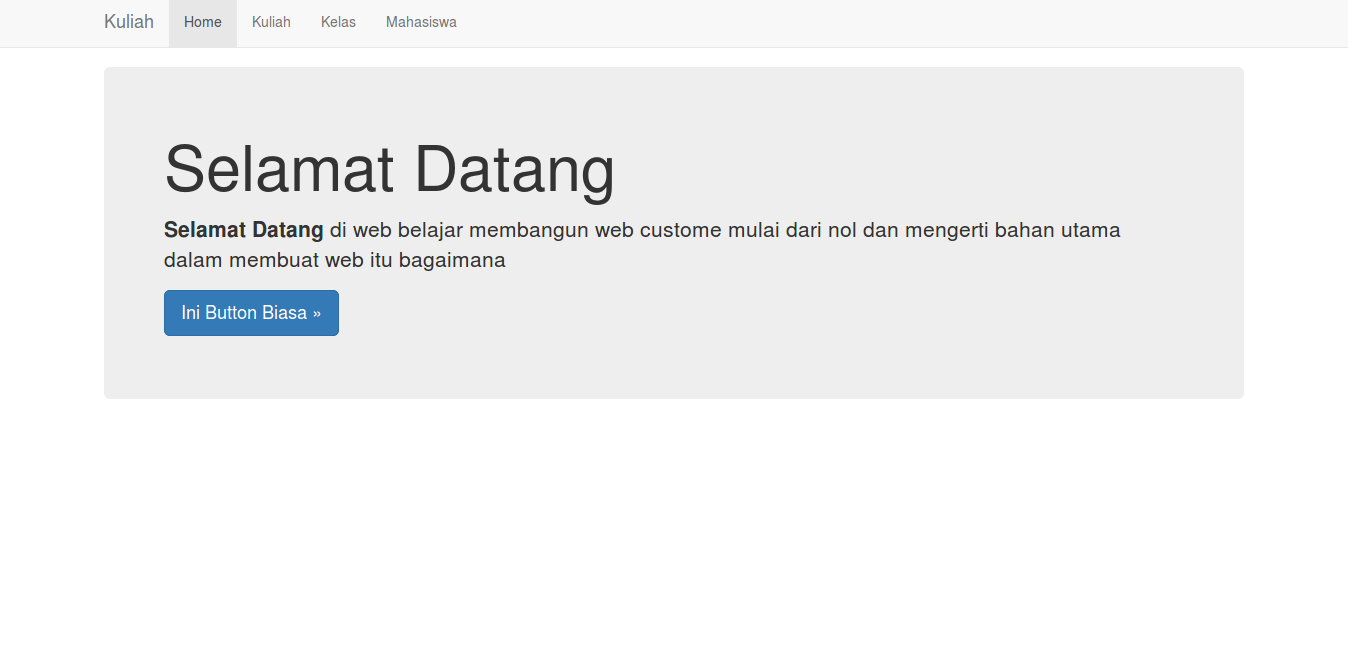 Kuliah Home Kuliah Kelas Mahasiswa
Selamat Datang
Selamat Datang di web belajar membangun web custome mulai dari nol dan mengerti bahan utama
dalam membuat web itu bagaimana
Ini Button Biasa »